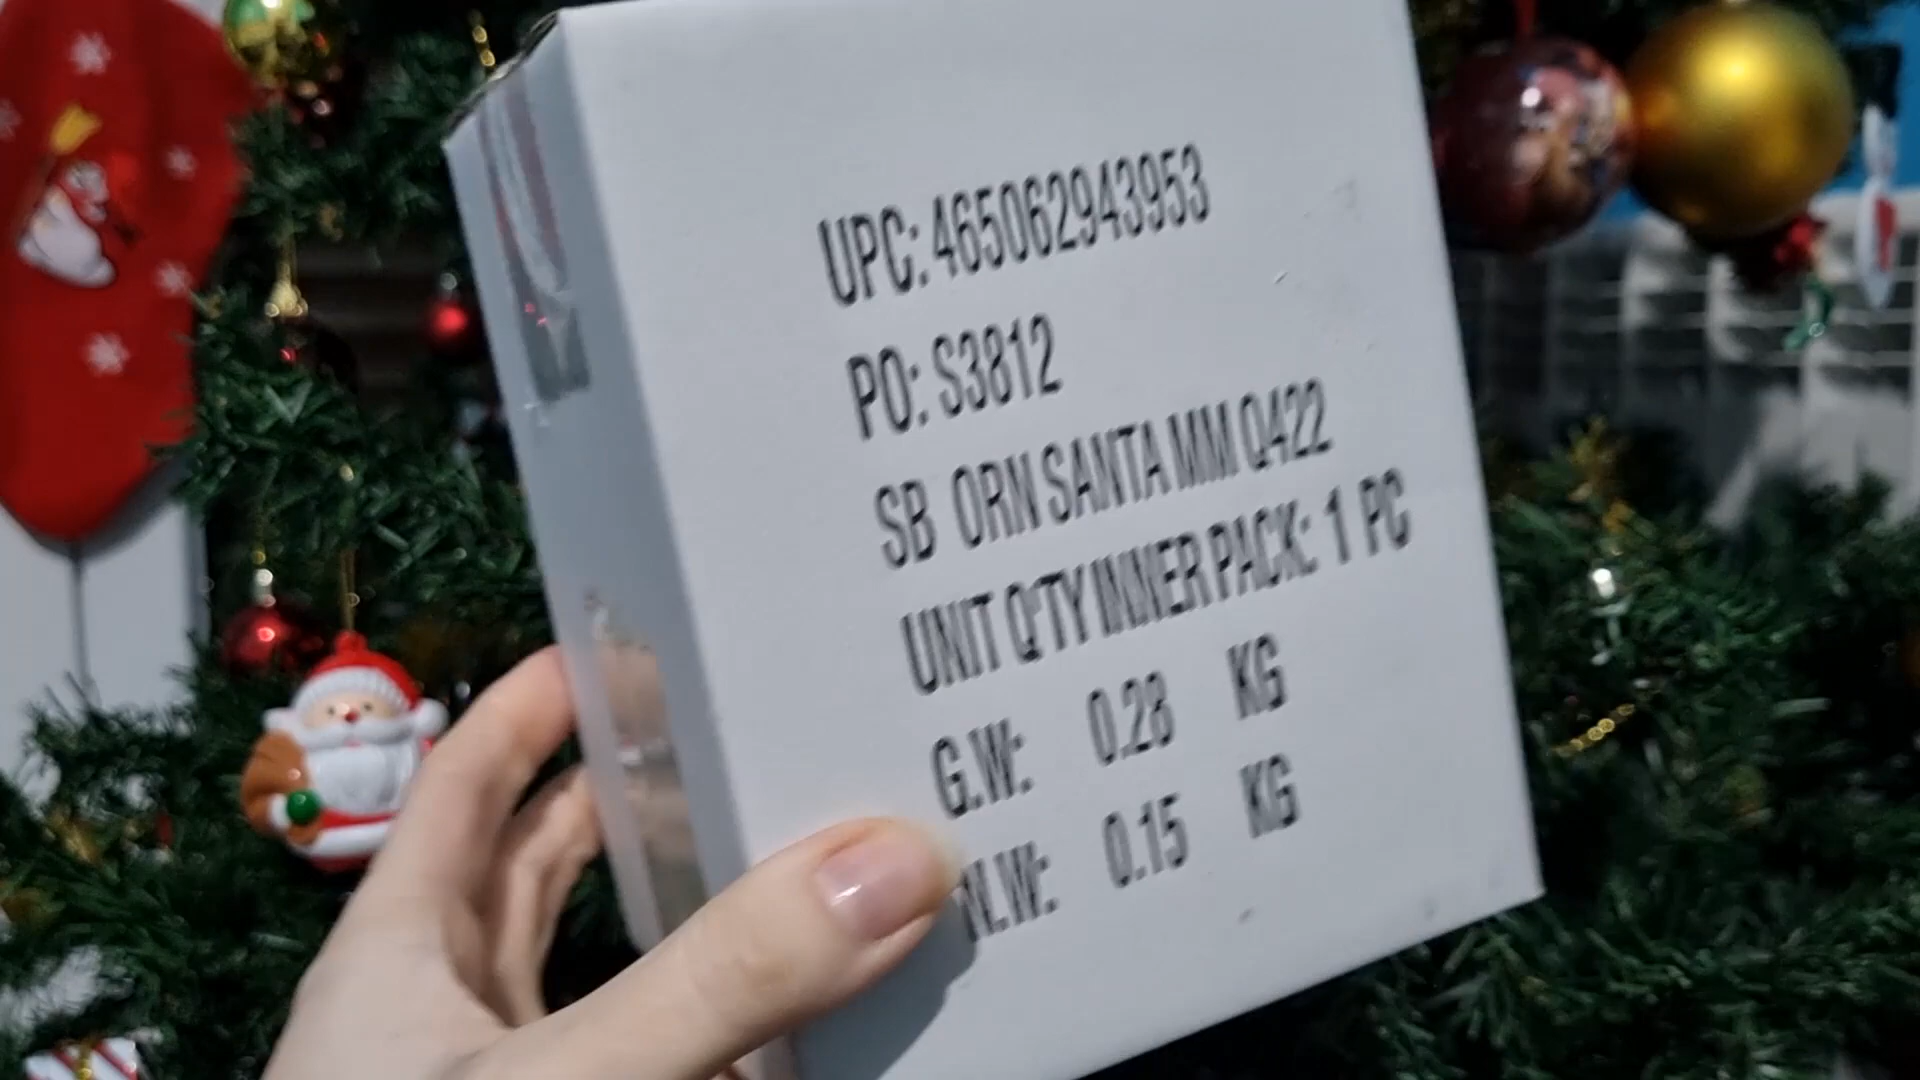 UPC: 465062943953
PO: S3812
SB ORN SANTA MM Q422
UNIT Q'TY INNER PACK: 1 PC
G.W: 0.28 KG
N.W: 0.15 KG